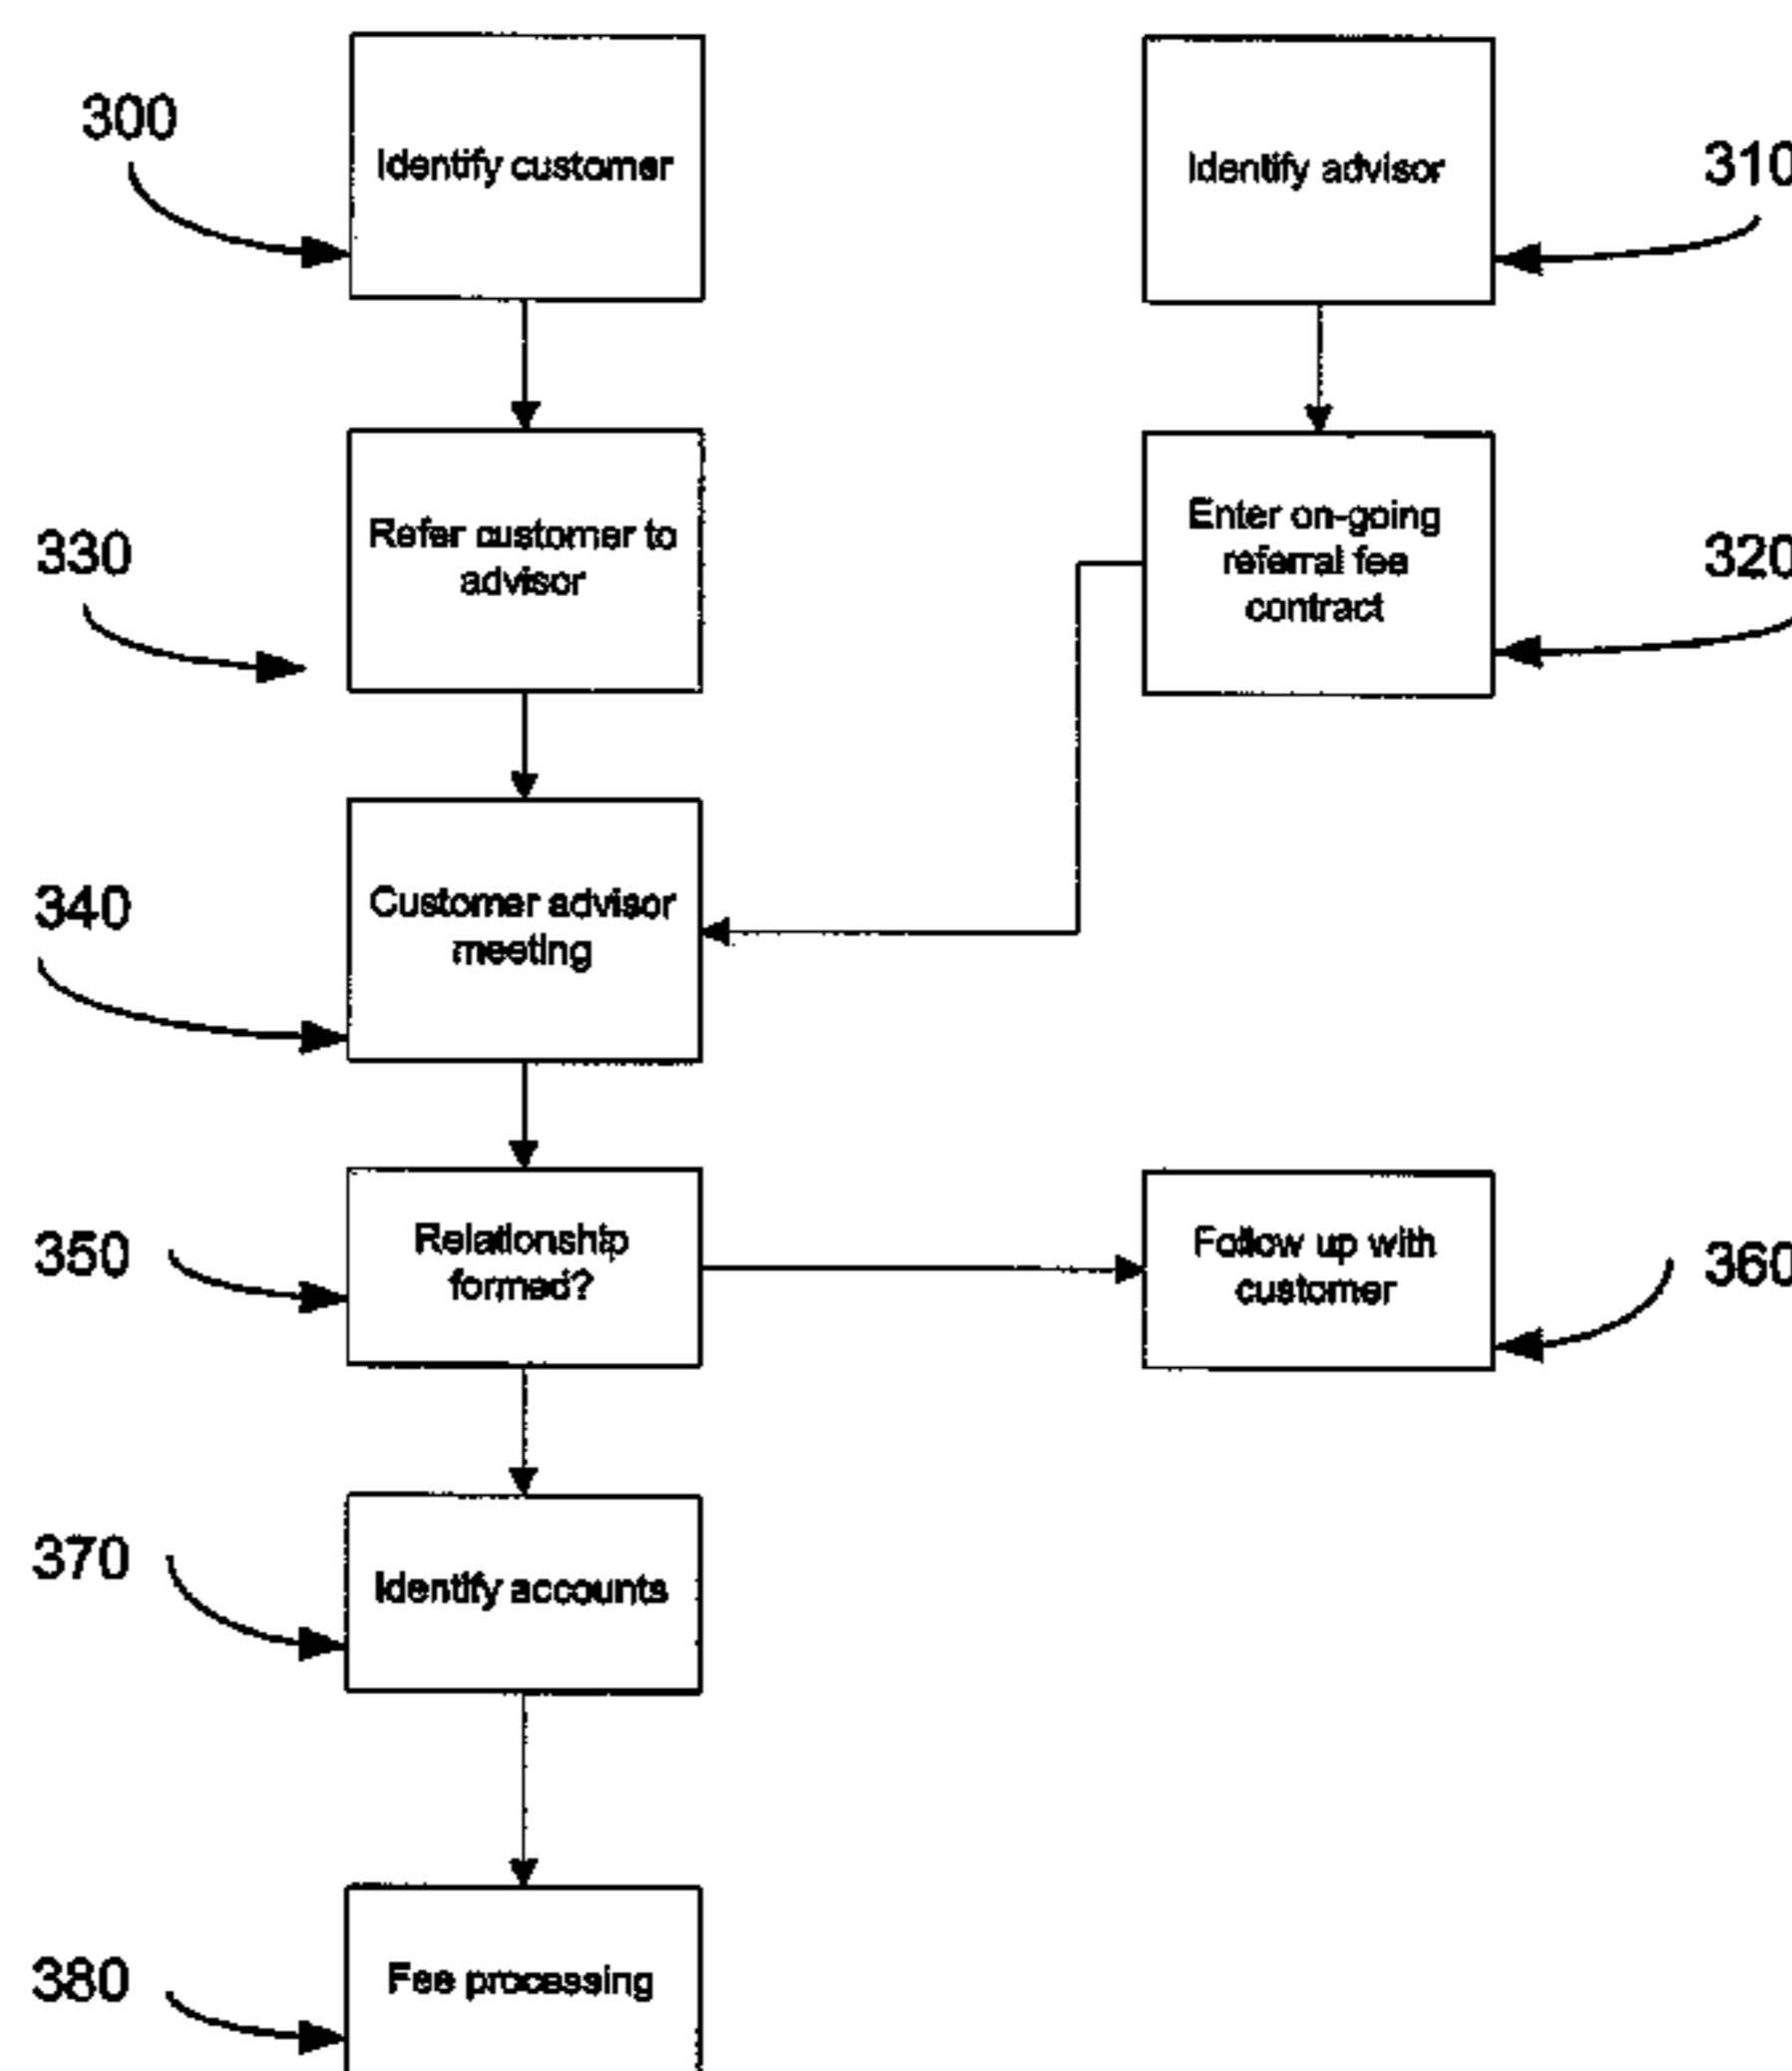 300
Identify customer
Identify advisor
310
330
Refer customer to
advisor
Enter on-going
referral fee
contract
320
340
Customer advisor
meeting
350
Relationship
formed?
Follow up with
customer
360
370
Identify accounts
380
Fee processing